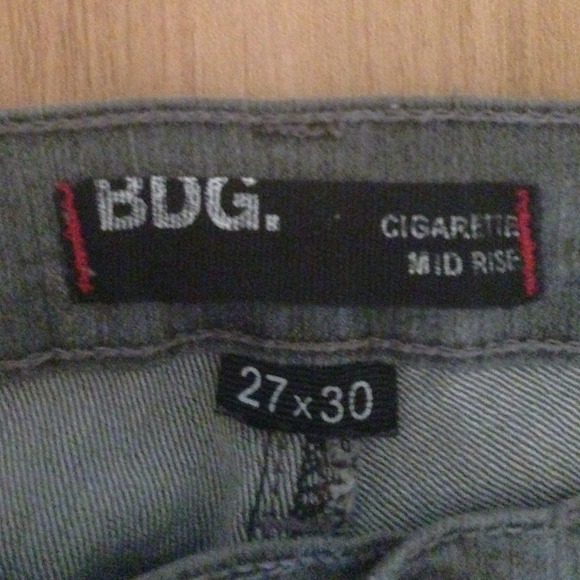 BDG.
CIGARETTE
MID RISE
27 x 30